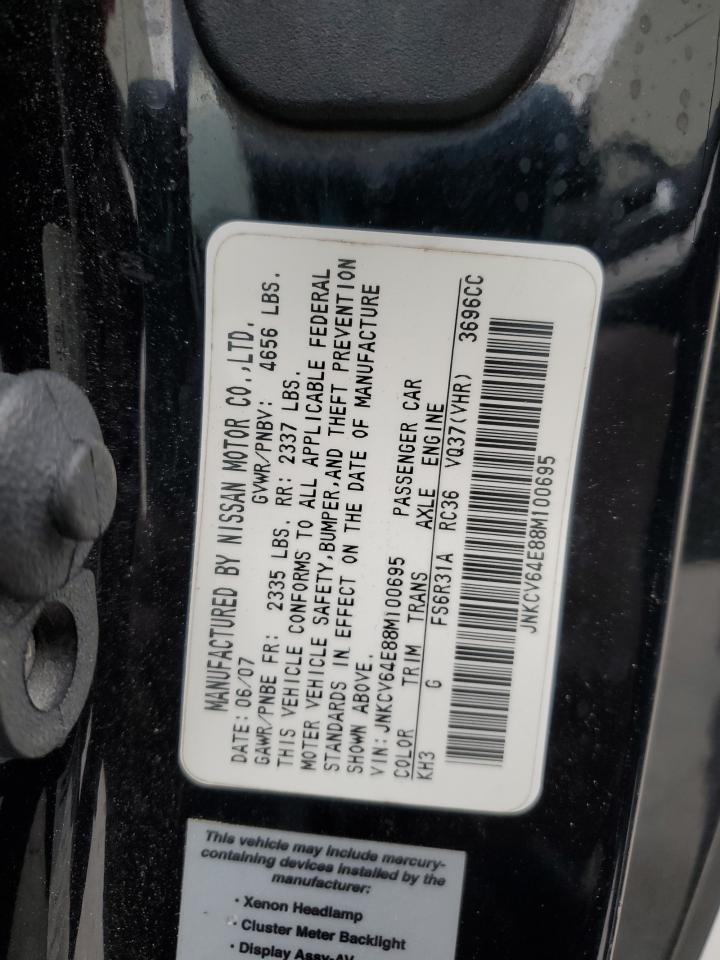 MANUFACTURED BY NISSAN MOTOR CO.,LTD.
DATE: 06/07 GVWR/PNBV: 4656 LBS.
GAWR/PNBE FR: 2335 LBS. RR: 2337 LBS.
THIS VEHICLE CONFORMS TO ALL APPLICABLE FEDERAL
MOTER VEHICLE SAFETY,BUMPER,AND THEFT PREVENTION
STANDARDS IN EFFECT ON THE DATE OF MANUFACTURE
SHOWN ABOVE.
VIN:JNKCV64E88M100695 PASSENGER CAR
COLOR TRIM TRANS AXLE ENGINE
KH3 G FS6R31A RC36 VQ37(VHR) 3696CC
JNKCV64E88M100695
This vehicle may include mercury-
containing devices installed by the
manufacturer:
• Xenon Headlamp
• Cluster Meter Backlight
• Display Assy-AV